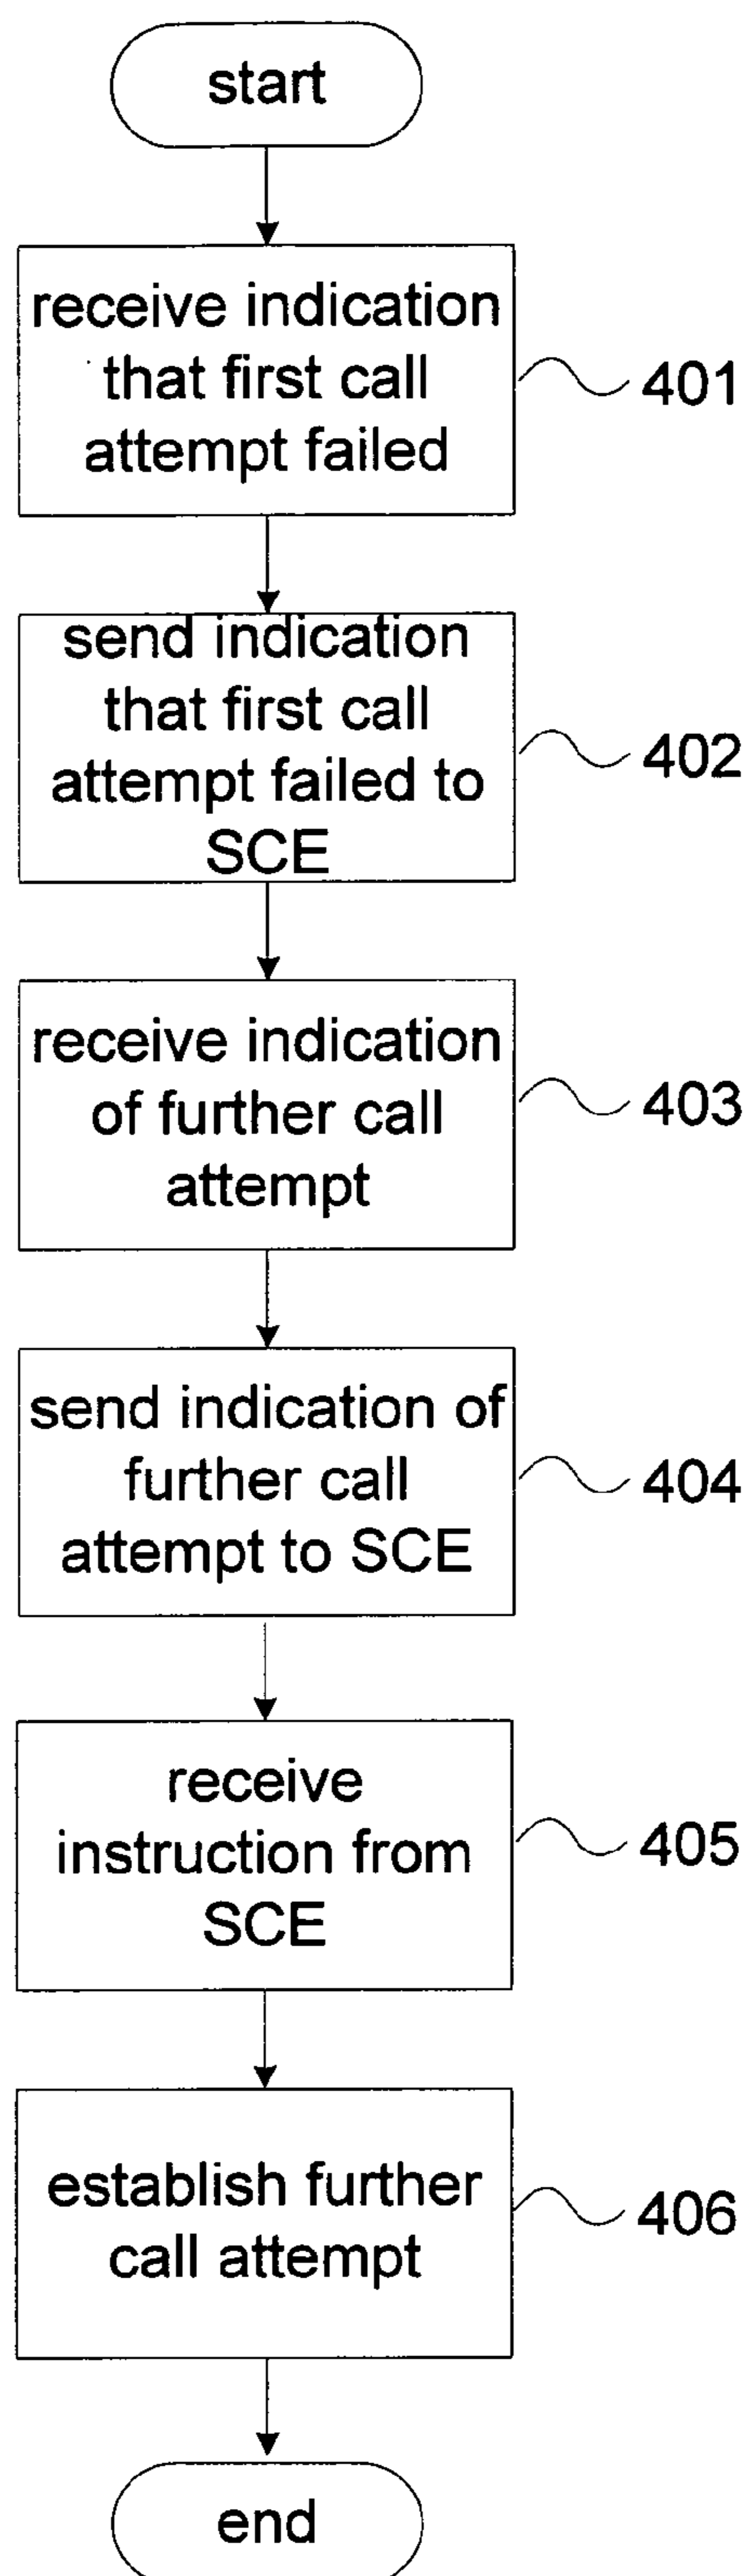 start
receive indication
that first call
attempt failed
401
send indication
that first call
attempt failed to
SCE
402
receive indication
of further call
attempt
403
send indication of
further call
attempt to SCE
404
receive
instruction from
SCE
405
establish further
call attempt
406
end